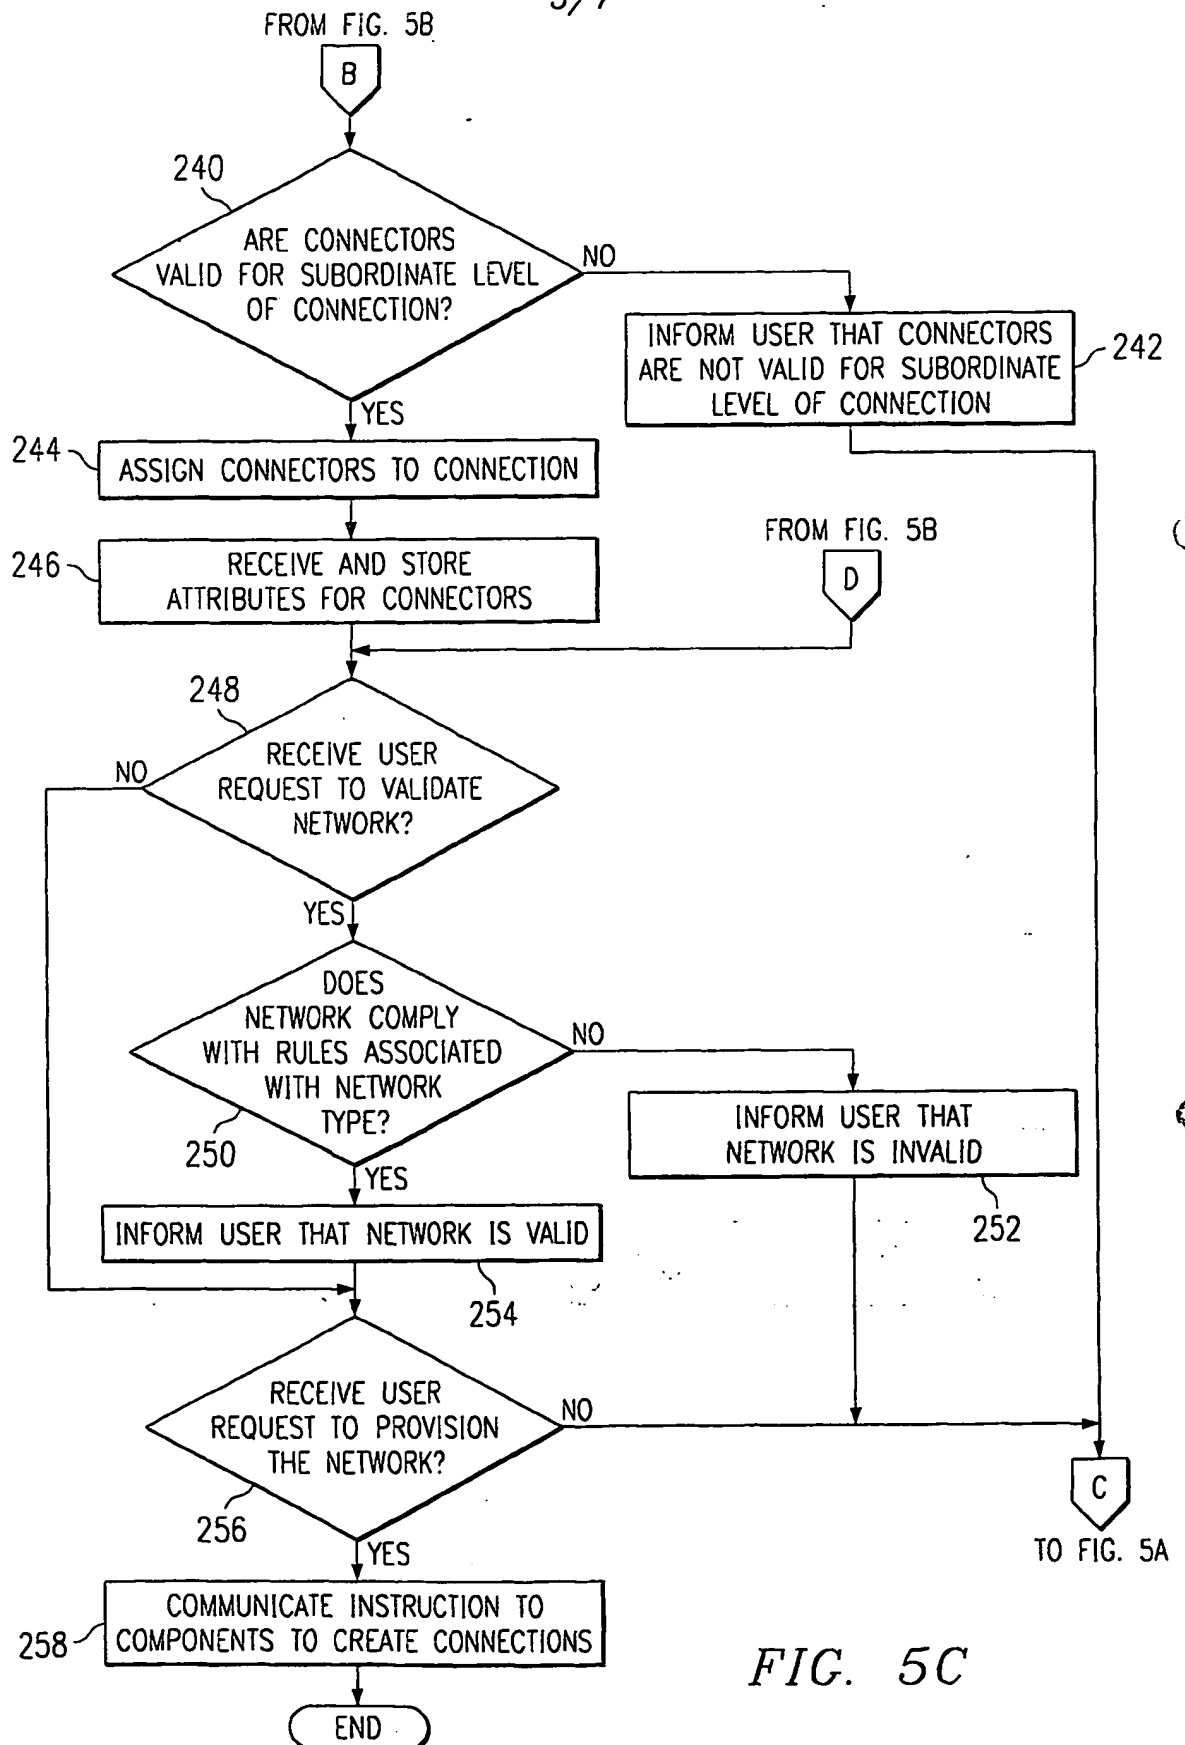 FROM FIG. 5B
B
240
ARE CONNECTORS
VALID FOR SUBORDINATE LEVEL
OF CONNECTION?
NO
YES
INFORM USER THAT CONNECTORS
ARE NOT VALID FOR SUBORDINATE
LEVEL OF CONNECTION
242
244
ASSIGN CONNECTORS TO CONNECTION
246
RECEIVE AND STORE
ATTRIBUTES FOR CONNECTORS
FROM FIG. 5B
D
248
RECEIVE USER
REQUEST TO VALIDATE
NETWORK?
NO
YES
DOES
NETWORK COMPLY
WITH RULES ASSOCIATED
WITH NETWORK
TYPE?
250
NO
YES
INFORM USER THAT
NETWORK IS INVALID
252
INFORM USER THAT NETWORK IS VALID
254
RECEIVE USER
REQUEST TO PROVISION
THE NETWORK?
256
NO
YES
C
TO FIG. 5A
258
COMMUNICATE INSTRUCTION TO
COMPONENTS TO CREATE CONNECTIONS
END
FIG. 5C